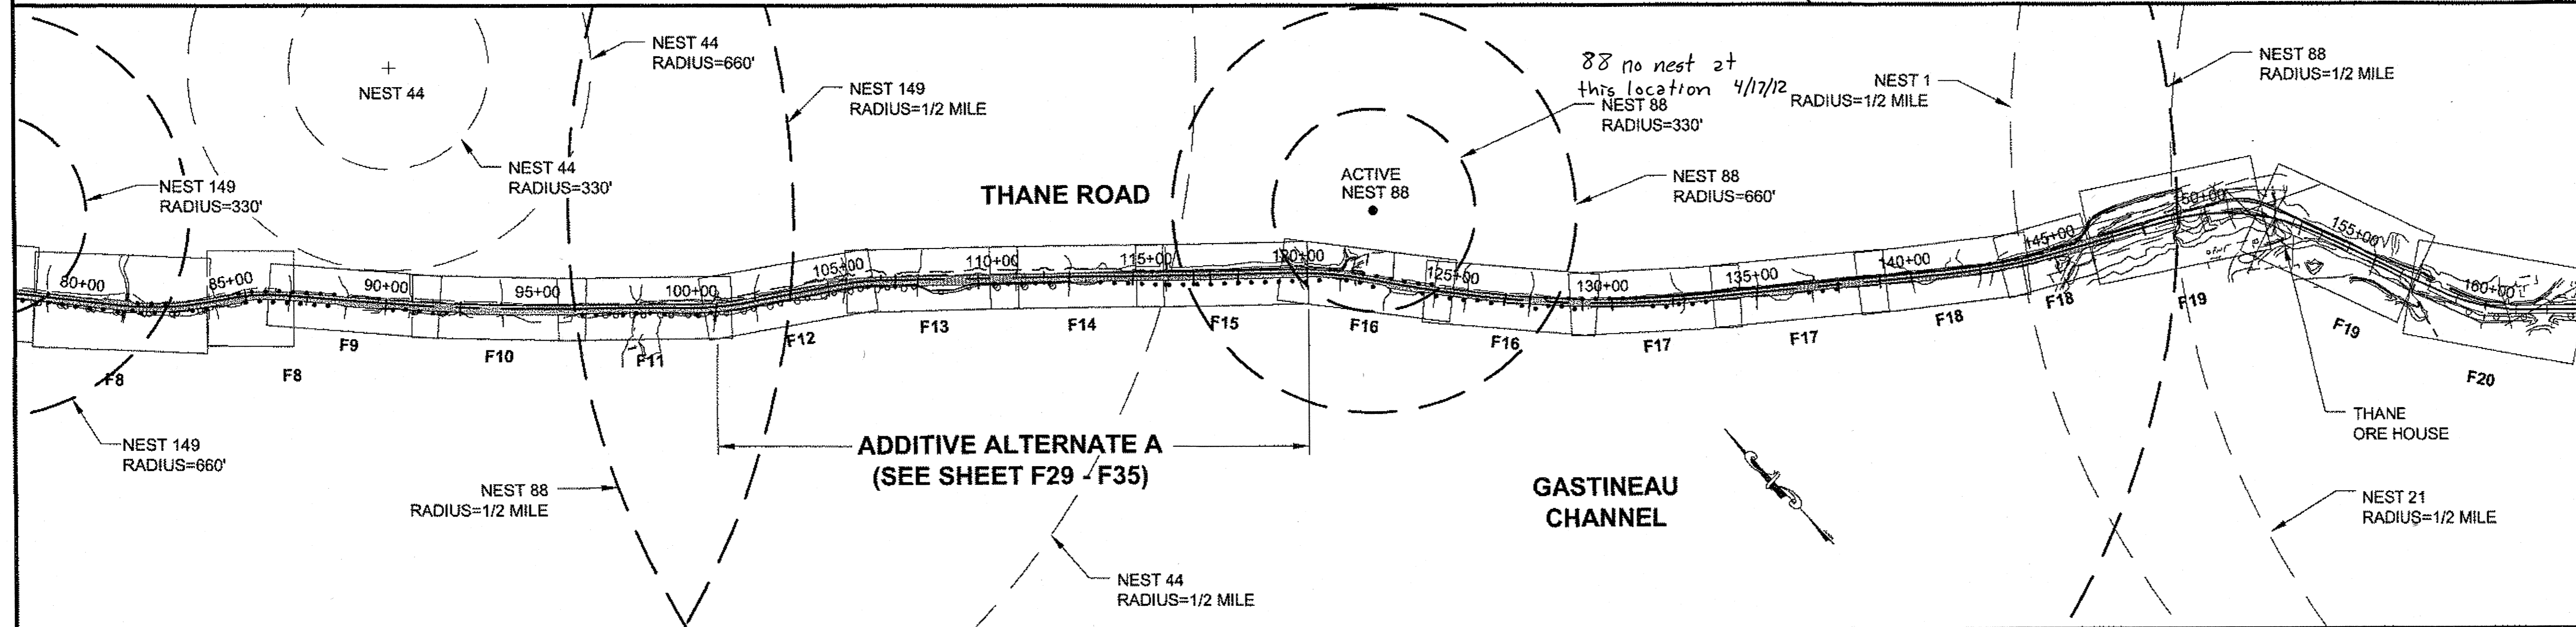 NEST 44
RADIUS=660'
NEST 44
NEST 149
RADIUS=1/2 MILE
NEST 44
RADIUS=330'
NEST 149
RADIUS=330'
THANE ROAD
ACTIVE
NEST 88
88 no nest at
this location 4/17/12
NEST 88
RADIUS=330'
NEST 1
RADIUS=1/2 MILE
NEST 88
RADIUS=1/2 MILE
NEST 88
RADIUS=660'
80+00
85+00
90+00
95+00
100+00
105+00
110+00
115+00
120+00
125+00
130+00
135+00
140+00
145+00
150+00
155+00
160+00
F8
F8
F9
F10
F11
F12
F13
F14
F15
F16
F16
F17
F17
F18
F18
F19
F19
F20
NEST 149
RADIUS=660'
NEST 88
RADIUS=1/2 MILE
ADDITIVE ALTERNATE A
(SEE SHEET F29 - F35)
NEST 44
RADIUS=1/2 MILE
GASTINEAU
CHANNEL
THANE
ORE HOUSE
NEST 21
RADIUS=1/2 MILE